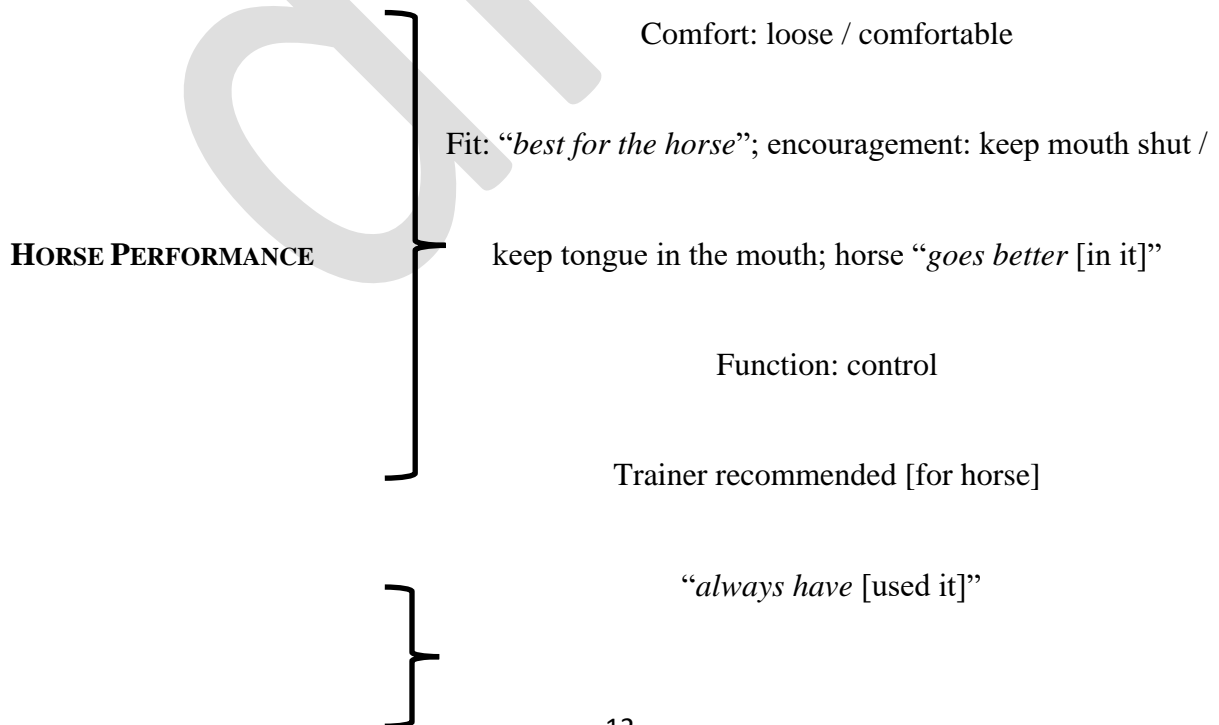 Comfort: loose / comfortable
Fit: “best for the horse”; encouragement: keep mouth shut /
HORSE PERFORMANCE keep tongue in the mouth; horse “goes better [in it]”
Function: control
Trainer recommended [for horse]
“always have [used it]”